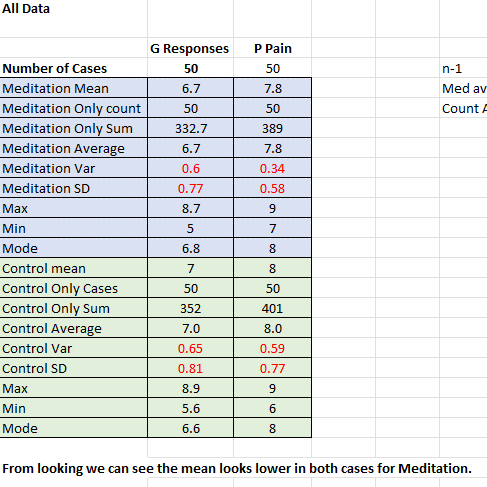 All Data
G Responses P Pain
Number of Cases 50 50 n-1
Meditation Mean 6.7 7.8 Med av
Meditation Only count 50 50 Count A
Meditation Only Sum 332.7 389
Meditation Average 6.7 7.8
Meditation Var 0.6 0.34
Meditation SD 0.77 0.58
Max 8.7 9
Min 5 7
Mode 6.8 8
Control mean 7 8
Control Only Cases 50 50
Control Only Sum 352 401
Control Average 7.0 8.0
Control Var 0.65 0.59
Control SD 0.81 0.77
Max 8.9 9
Min 5.6 6
Mode 6.6 8
From looking we can see the mean looks lower in both cases for Meditation.